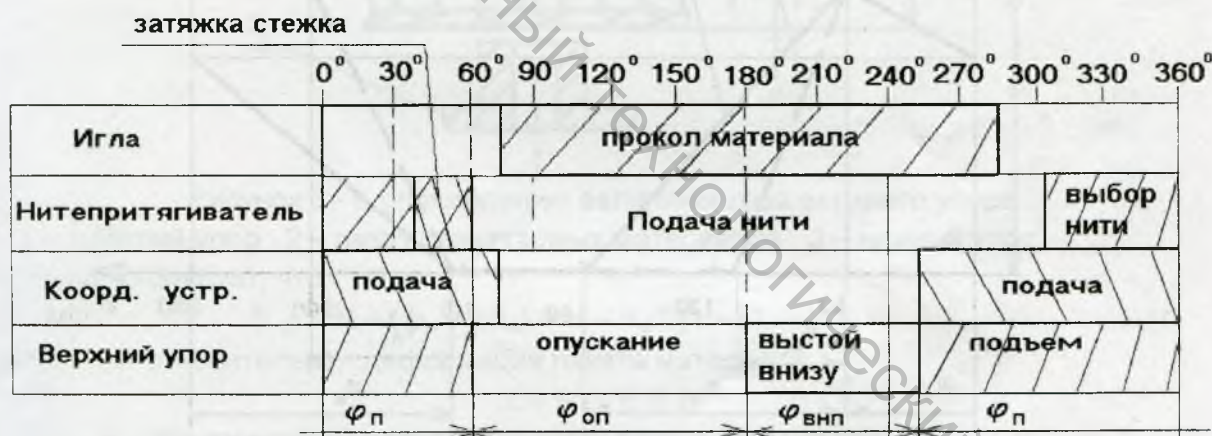 затяжка стежка
0° 30° 60° 90 120° 150° 180° 210° 240° 270° 300° 330° 360°
Игла
прокол материала
Нитепритягиватель
Подача нити
выбор
нити
Коорд. устр.
подача
подача
Верхний упор
опускание
выстой
внизу
подъем
φп φоп φвнп φп
технологически